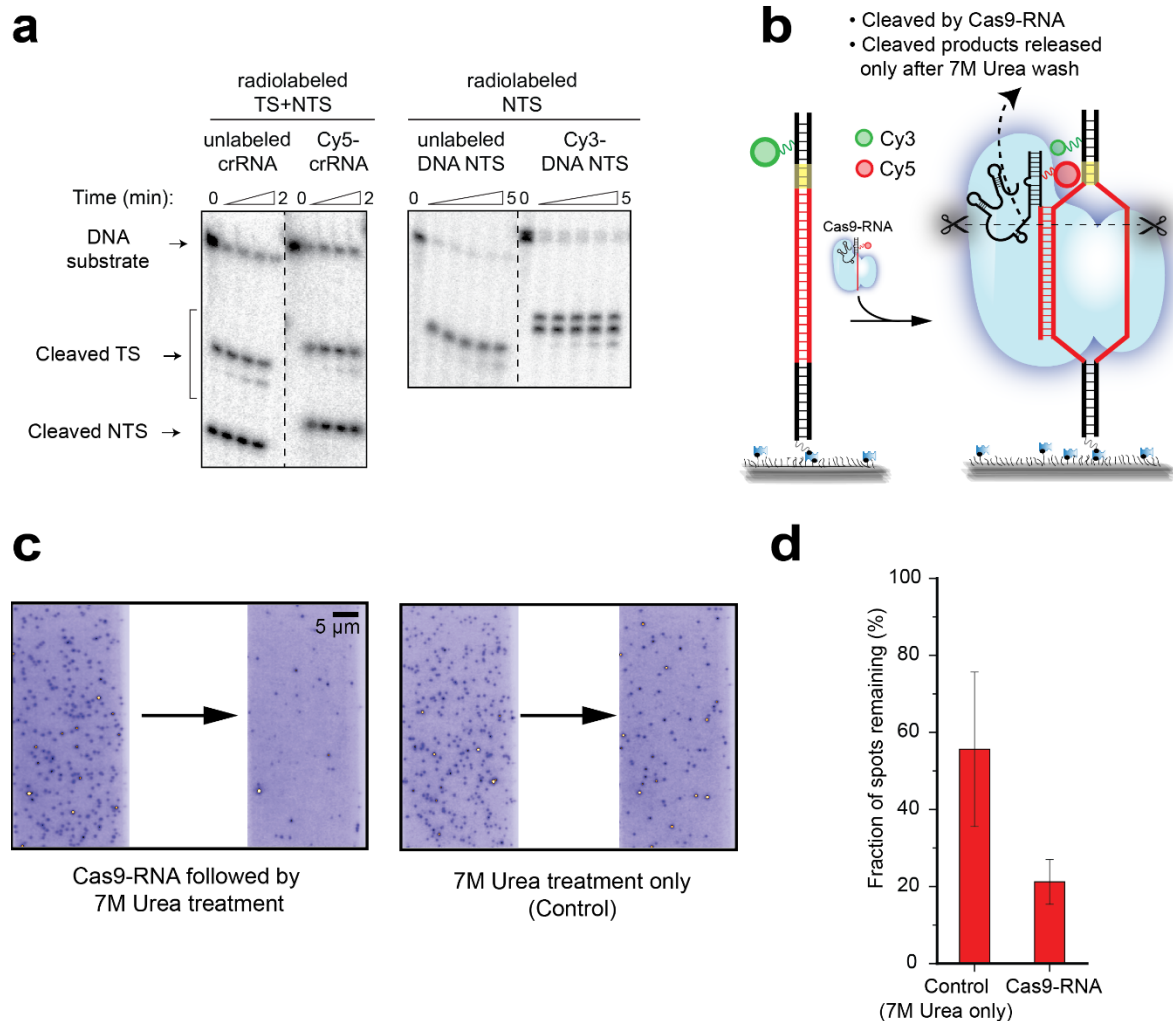 a
radiolabeled
TS+NTS
radiolabeled
NTS
unlabeled
crRNA
Cy5-
crRNA
unlabeled
DNA NTS
Cy3-
DNA NTS
Time (min):
0
2
0
2
0
5
0
5
DNA
substrate
Cleaved TS
Cleaved NTS
b
• Cleaved by Cas9-RNA
• Cleaved products released
only after 7M Urea wash
Cy3
Cy5
Cas9-RNA
c
5 µm
Cas9-RNA followed by
7M Urea treatment
7M Urea treatment only
(Control)
d
Fraction of spots remaining (%)
100
80
60
40
20
0
Control
(7M Urea only)
Cas9-RNA